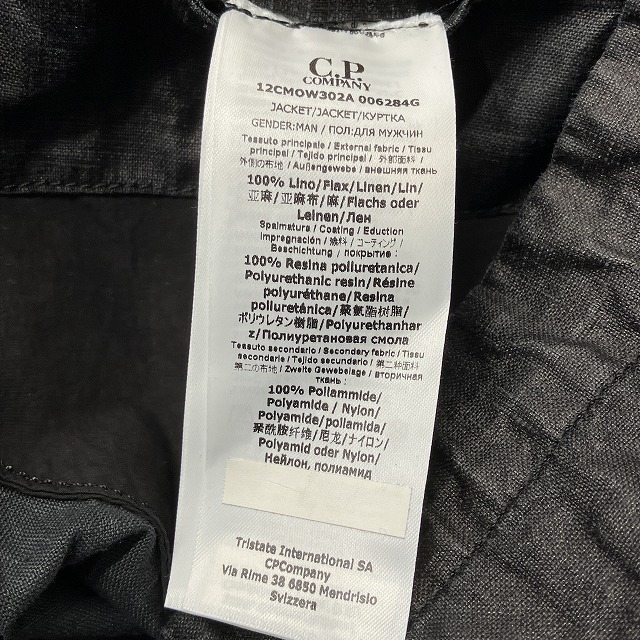 C.P.
COMPANY
12CMOW302A 006284G
JACKET/JACKET/КУРТКА
GENDER:MAN / ПОЛ:ДЛЯ МУЖЧИН
Tessuto principale / External fabric / Tissu
principal / Tejido principal / 外部面料 /
外側の布地 / Außengewebe / внешняя ткань
:
100% Lino/Flax/Linen/Lin/
亚麻/亜麻布/麻/Flachs oder
Leinen/Лен
Spalmatura / Coating / Eduction /
Impregnación / 涂料 / コーティング /
Beschichtung / покрытие :
100% Resina poliuretanica/
Polyurethanic resin/Résine
polyuréthane/Resina
poliuretánica/聚氨酯树脂/
ポリウレタン樹脂/Polyurethanhar
z/Полиуретановая смола
Tessuto secondario / Secondary fabric / Tissu
secondaire / Tejido secundario / 第二种面料
第二の布地 / Zweite Gewebelage / вторичная
ткань :
100% Poliammide/
Polyamide / Nylon/
Polyamide/poliamida/
聚酰胺纤维/尼龙/ナイロン/
Polyamid oder Nylon/
Нейлон, полиамид
Tristate International SA
CPCompany
Via Rime 38 6850 Mendrisio
Svizzera